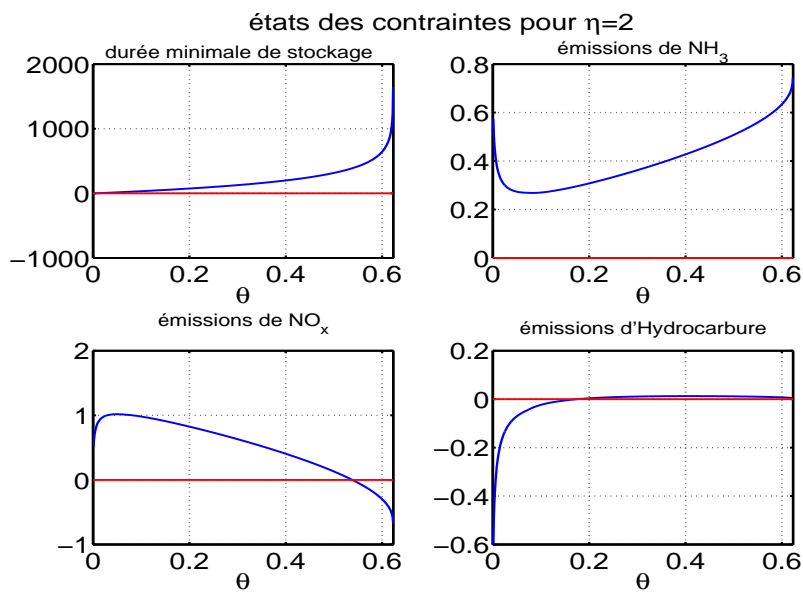 états des contraintes pour η=2
durée minimale de stockage
2000
1000
0
−1000
0 0.2 0.4 0.6
θ
émissions de NH3
0.8
0.6
0.4
0.2
0
0 0.2 0.4 0.6
θ
émissions de NOx
2
1
0
−1
0 0.2 0.4 0.6
θ
émissions d'Hydrocarbure
0.2
0
−0.2
−0.4
−0.6
0 0.2 0.4 0.6
θ